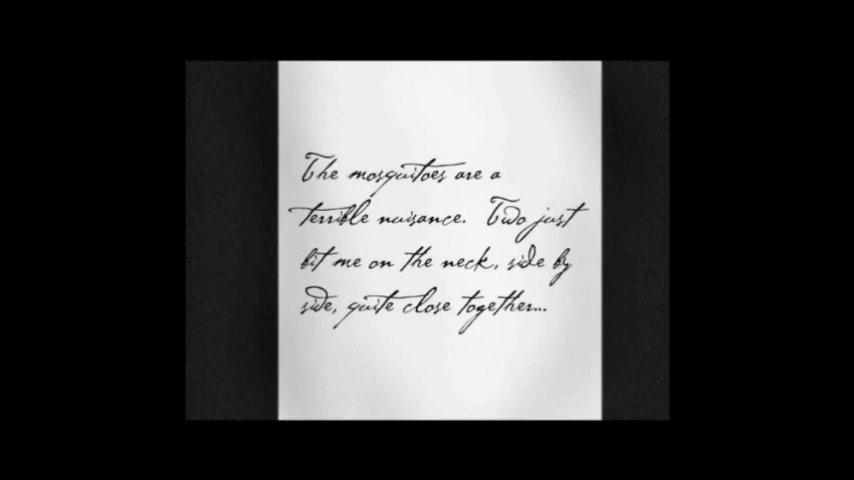 The mosquitoes are a
terrible nuisance. Two just
bit me on the neck, side by
side, quite close together...